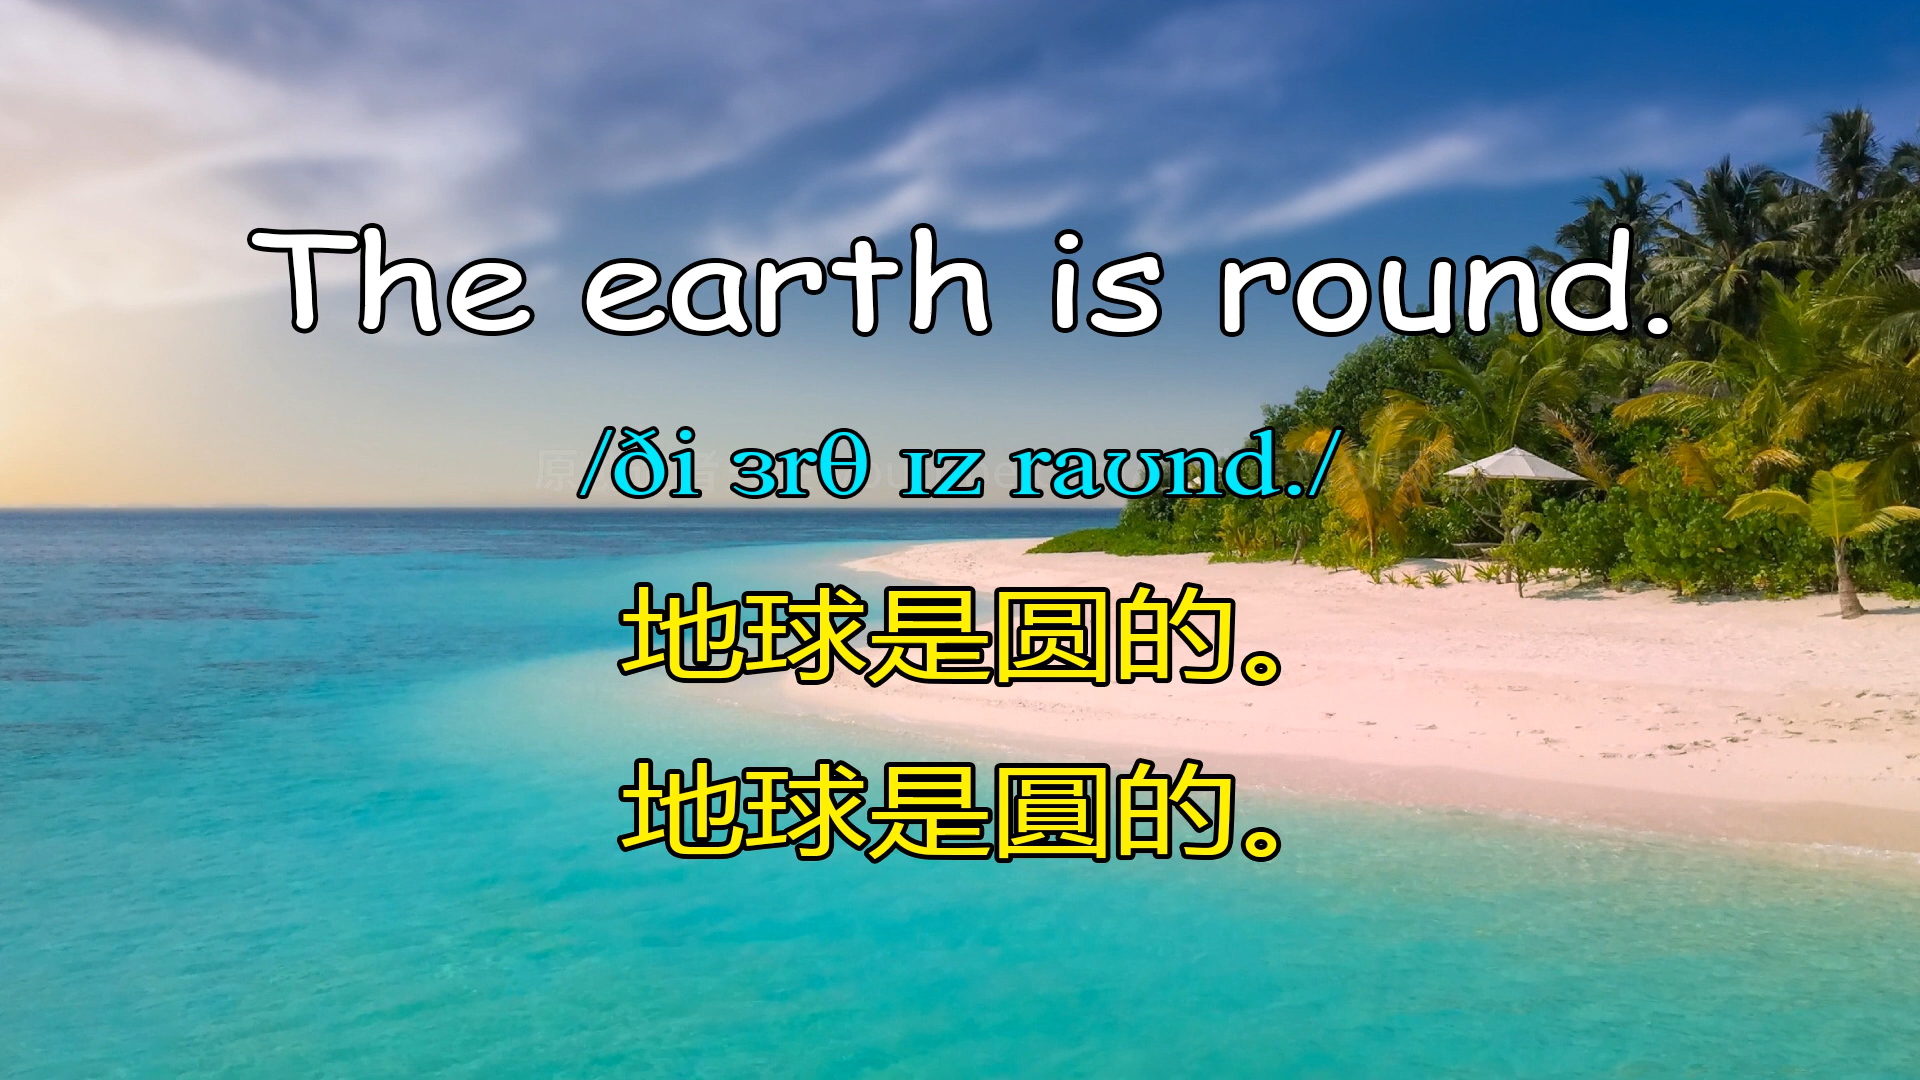 The earth is round.
/ði ɜrθ ɪz raʊnd./
地球是圆的。
地球是圓的。